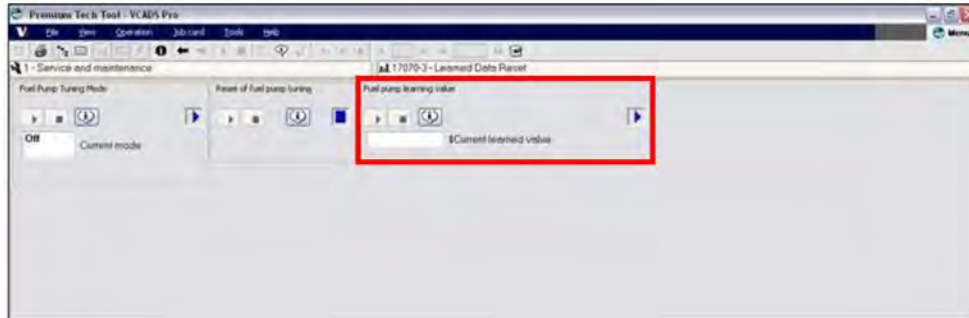 Premium Tech Tool - VCADS Pro
V File View Operation Job card Tools Help Menu
1 - Service and maintenance 17070-3 - Learned Data Reset
Fuel Pump Tuning Mode Reset of fuel pump tuning Fuel pump learning value
Off Current mode $Current learned value